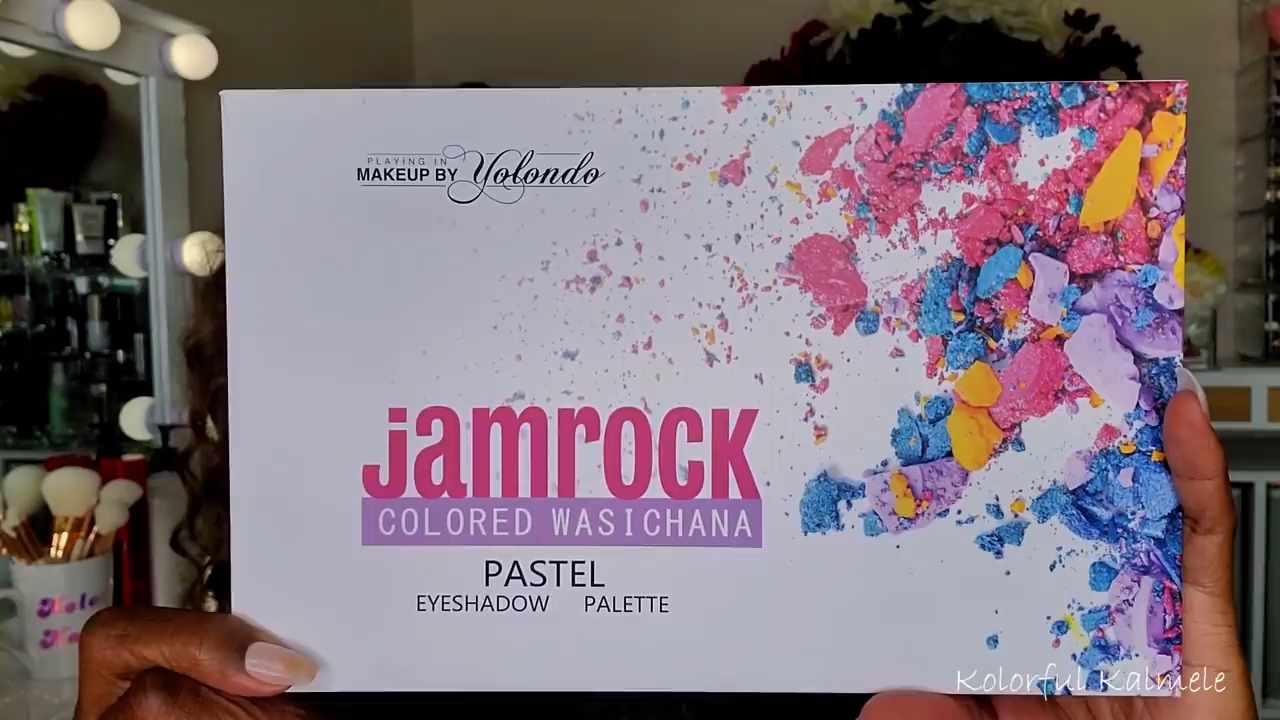 PLAYING IN
MAKEUP BY Yolondo
jamrock
COLORED WASICHANA
PASTEL
EYESHADOW PALETTE
Kolorful Kalmele